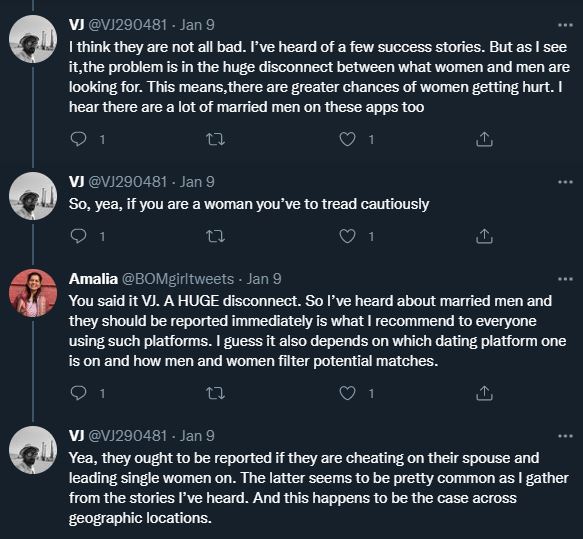 VJ @VJ290481 · Jan 9
I think they are not all bad. I've heard of a few success stories. But as I see
it,the problem is in the huge disconnect between what women and men are
looking for. This means,there are greater chances of women getting hurt. I
hear there are a lot of married men on these apps too
1 1
VJ @VJ290481 · Jan 9
So, yea, if you are a woman you've to tread cautiously
1 1
Amalia @BOMgirltweets · Jan 9
You said it VJ. A HUGE disconnect. So I've heard about married men and
they should be reported immediately is what I recommend to everyone
using such platforms. I guess it also depends on which dating platform one
is on and how men and women filter potential matches.
1 1
VJ @VJ290481 · Jan 9
Yea, they ought to be reported if they are cheating on their spouse and
leading single women on. The latter seems to be pretty common as I gather
from the stories I've heard. And this happens to be the case across
geographic locations.